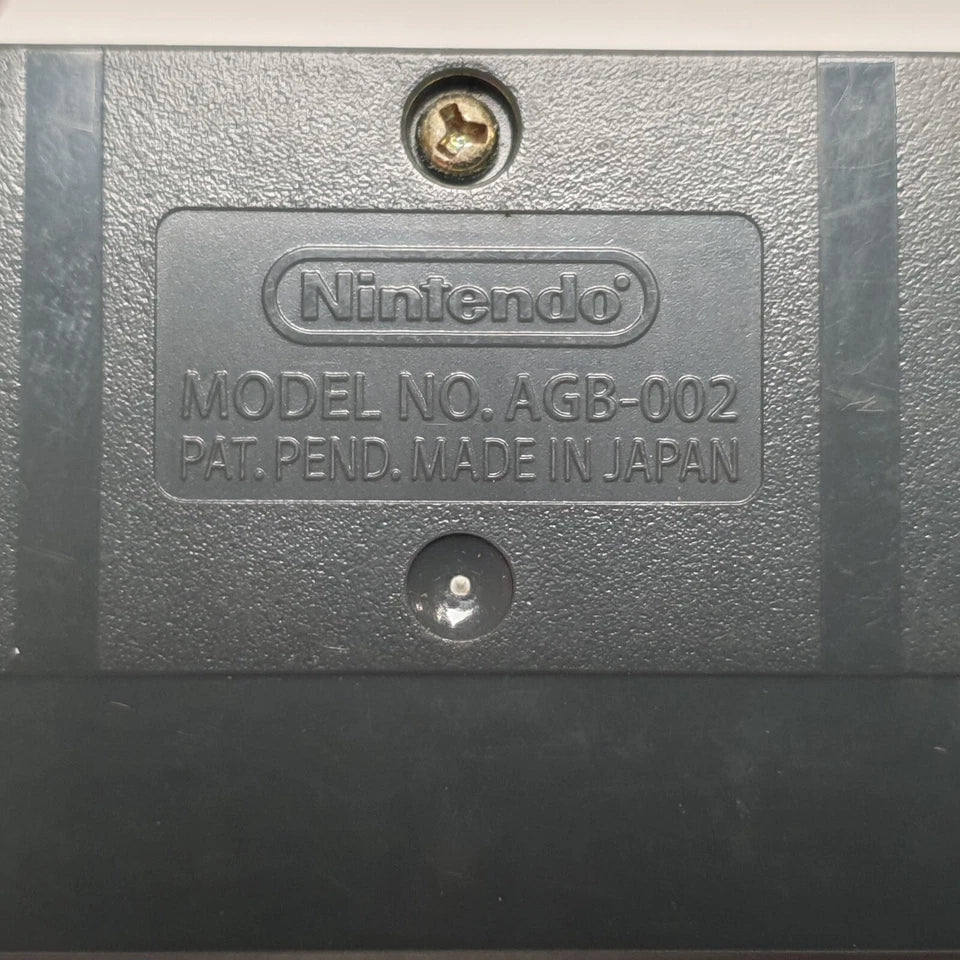 Nintendo®
MODEL NO. AGB-002
PAT. PEND. MADE IN JAPAN